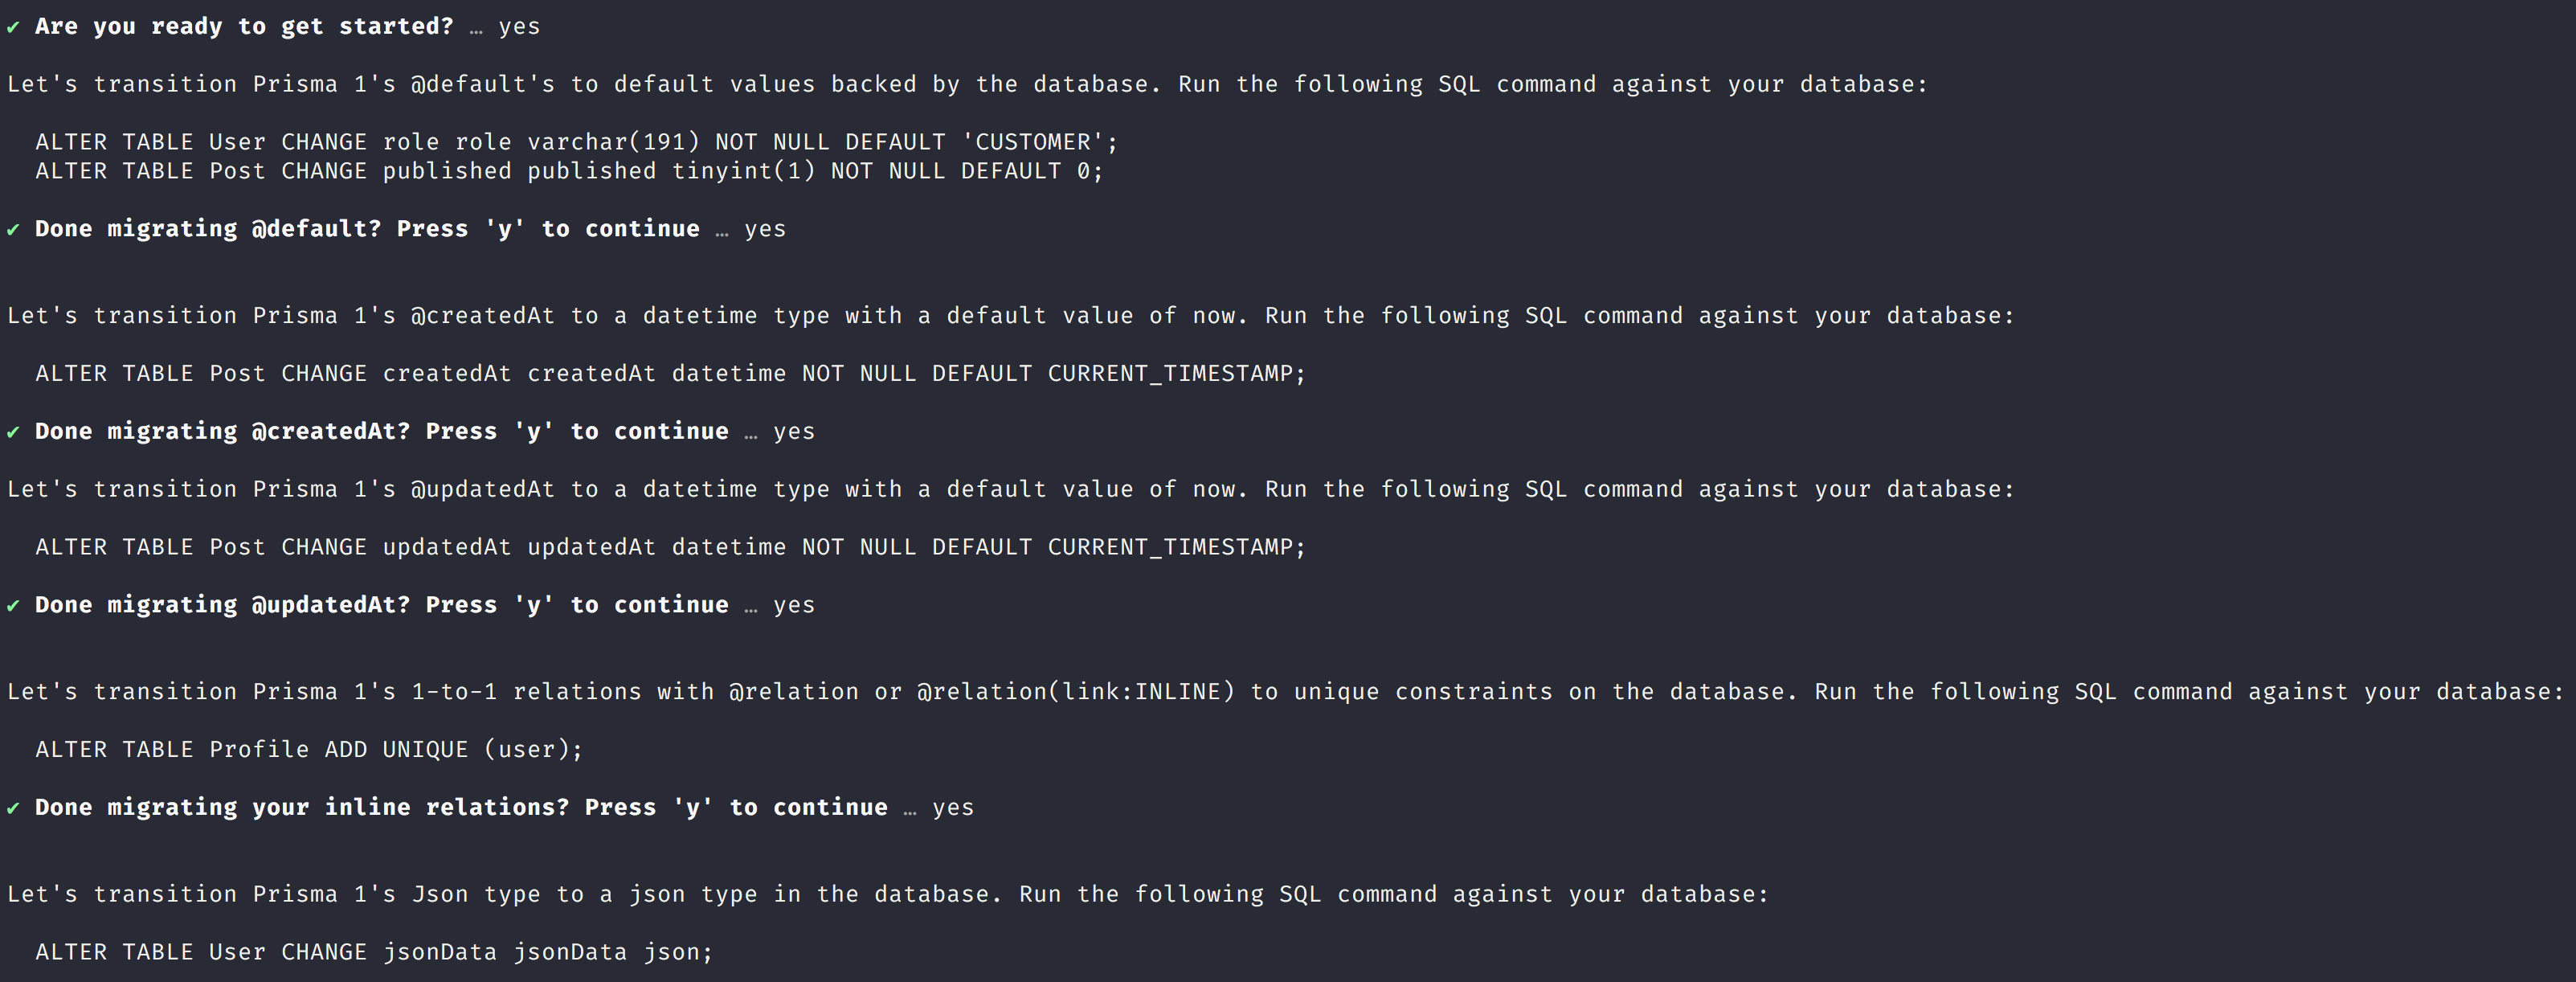 ✔ Are you ready to get started? … yes
Let's transition Prisma 1's @default's to default values backed by the database. Run the following SQL command against your database:
ALTER TABLE User CHANGE role role varchar(191) NOT NULL DEFAULT 'CUSTOMER';
ALTER TABLE Post CHANGE published published tinyint(1) NOT NULL DEFAULT 0;
✔ Done migrating @default? Press 'y' to continue … yes
Let's transition Prisma 1's @createdAt to a datetime type with a default value of now. Run the following SQL command against your database:
ALTER TABLE Post CHANGE createdAt createdAt datetime NOT NULL DEFAULT CURRENT_TIMESTAMP;
✔ Done migrating @createdAt? Press 'y' to continue … yes
Let's transition Prisma 1's @updatedAt to a datetime type with a default value of now. Run the following SQL command against your database:
ALTER TABLE Post CHANGE updatedAt updatedAt datetime NOT NULL DEFAULT CURRENT_TIMESTAMP;
✔ Done migrating @updatedAt? Press 'y' to continue … yes
Let's transition Prisma 1's 1-to-1 relations with @relation or @relation(link:INLINE) to unique constraints on the database. Run the following SQL command against your database:
ALTER TABLE Profile ADD UNIQUE (user);
✔ Done migrating your inline relations? Press 'y' to continue … yes
Let's transition Prisma 1's Json type to a json type in the database. Run the following SQL command against your database:
ALTER TABLE User CHANGE jsonData jsonData json;